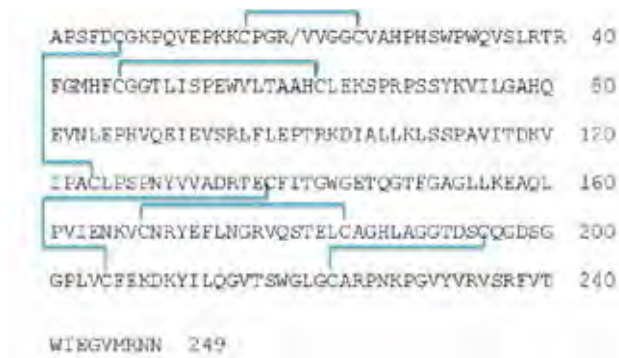 APSFDCGKPQVEPKKCPGR/VVGGCVAHPHSWPWQVSLRTR 40
FGMHFCGGTLISPEWVLTAAHCLEKSPRPSSYKVILGAHQ 80
EVNLEPHVQEIEVSRLFLEPTRKDIALLKLSSPAVITDKV 120
IPACLPSPNYVVADRTECFITGWGETQGTFGAGLLKEAQL 160
PVIENKVCNRYEFLNGRVQSTELCAGHLAGGTDSCQGDSG 200
GPLVCFEKDKYILQGVTSWGLGCARPNKPGVYVRVSRFVT 240
WIEGVMRNN 249